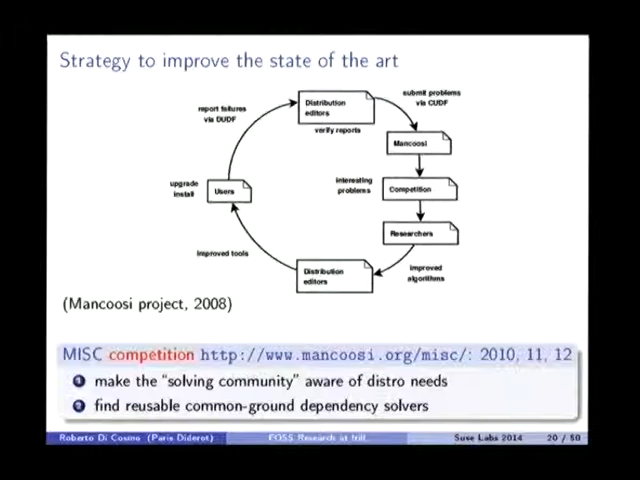 Strategy to improve the state of the art
report failures
via DUDF
Distribution
editors
verify reports
submit problems
via CUDF
Mancoosi
interesting
problems
Competition
upgrade
install
Users
Researchers
improved tools
Distribution
editors
improved
algorithms
(Mancoosi project, 2008)
MISC competition http://www.mancoosi.org/misc/: 2010, 11, 12
1 make the “solving community” aware of distro needs
2 find reusable common-ground dependency solvers
Roberto Di Cosmo (Paris Diderot) FOSS Research at Irill Suse Labs 2014 20 / 50